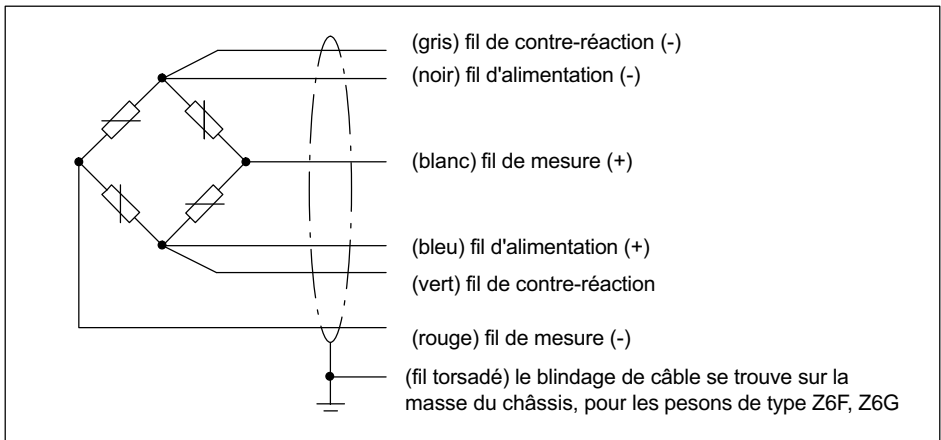 (gris) fil de contre-réaction (-)
(noir) fil d'alimentation (-)
(blanc) fil de mesure (+)
(bleu) fil d'alimentation (+)
(vert) fil de contre-réaction
(rouge) fil de mesure (-)
(fil torsadé) le blindage de câble se trouve sur la
masse du châssis, pour les pesons de type Z6F, Z6G